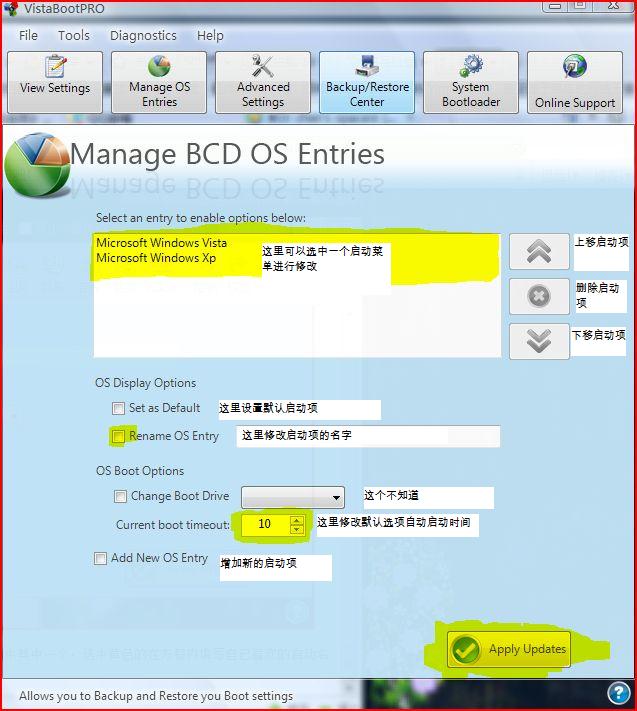 VistaBootPRO
File Tools Diagnostics Help
View Settings
Manage OS
Entries
Advanced
Settings
Backup/Restore
Center
System
Bootloader
Online Support
Manage BCD OS Entries
Select an entry to enable options below:
Microsoft Windows Vista
Microsoft Windows Xp
这里可以选中一个启动菜
单进行修改
上移启动项
删除启动
项
下移启动项
OS Display Options
Set as Default 这里设置默认启动项
Rename OS Entry 这里修改启动项的名字
OS Boot Options
Change Boot Drive 这个不知道
Current boot timeout: 10 这里修改默认选项自动启动时间
Add New OS Entry 增加新的启动项
Apply Updates
Allows you to Backup and Restore you Boot settings